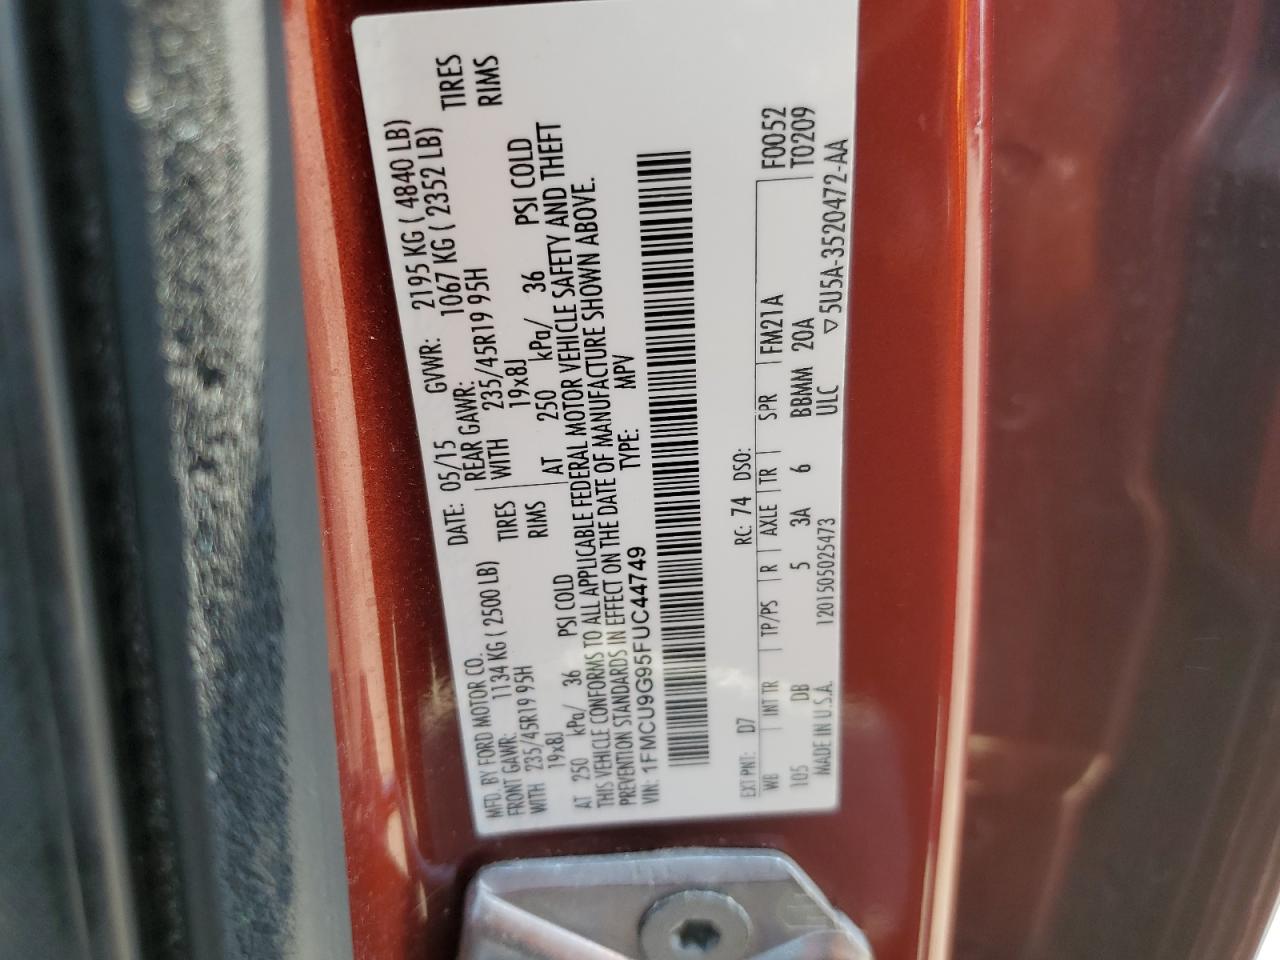 MFD. BY FORD MOTOR CO. DATE: 05/15 GVWR: 2195 KG ( 4840 LB)
FRONT GAWR: 1134 KG ( 2500 LB) REAR GAWR: 1067 KG ( 2352 LB)
WITH 235/45R19 95H TIRES WITH 235/45R19 95H TIRES
19x8J RIMS 19x8J RIMS
AT 250 kPa/ 36 PSI COLD AT 250 kPa/ 36 PSI COLD
THIS VEHICLE CONFORMS TO ALL APPLICABLE FEDERAL MOTOR VEHICLE SAFETY AND THEFT
PREVENTION STANDARDS IN EFFECT ON THE DATE OF MANUFACTURE SHOWN ABOVE.
VIN: 1FMCU9G95FUC44749 TYPE: MPV
EXT PNT: D7 RC: 74 DSO: F0052
WB INT TR TP/PS R AXLE TR SPR FM21A T0209
105 DB 5 3A 6 BBMM 20A
MADE IN U.S.A. 1201505025473 ULC ▽5U5A-3520472-AA